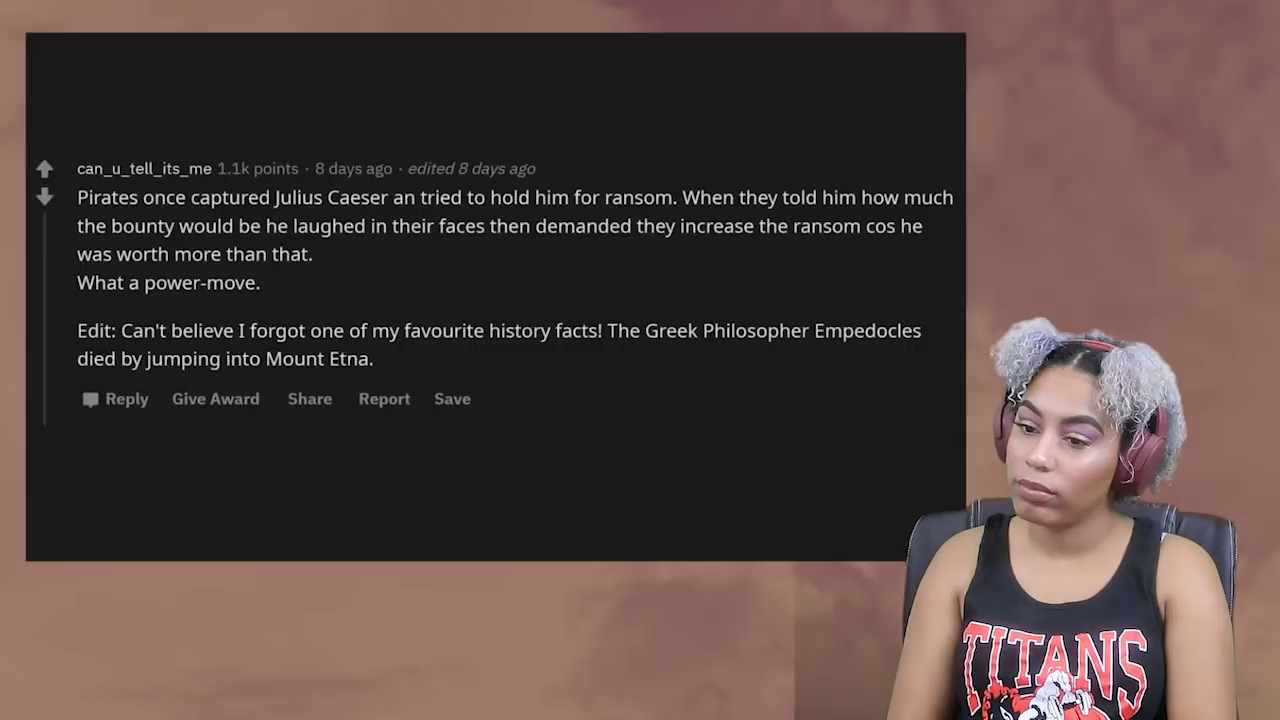 can_u_tell_its_me 1.1k points · 8 days ago · edited 8 days ago
Pirates once captured Julius Caeser an tried to hold him for ransom. When they told him how much
the bounty would be he laughed in their faces then demanded they increase the ransom cos he
was worth more than that.
What a power-move.
Edit: Can't believe I forgot one of my favourite history facts! The Greek Philosopher Empedocles
died by jumping into Mount Etna.
Reply Give Award Share Report Save
TITANS